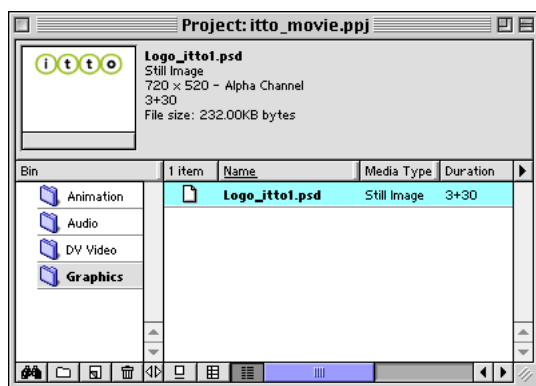 Project: itto_movie.ppj
itto
Logo_itto1.psd
Still Image
720 × 520 - Alpha Channel
3+30
File size: 232.00KB bytes
Bin
1 item Name Media Type Duration
Animation
Audio
DV Video
Graphics
Logo_itto1.psd Still Image 3+30